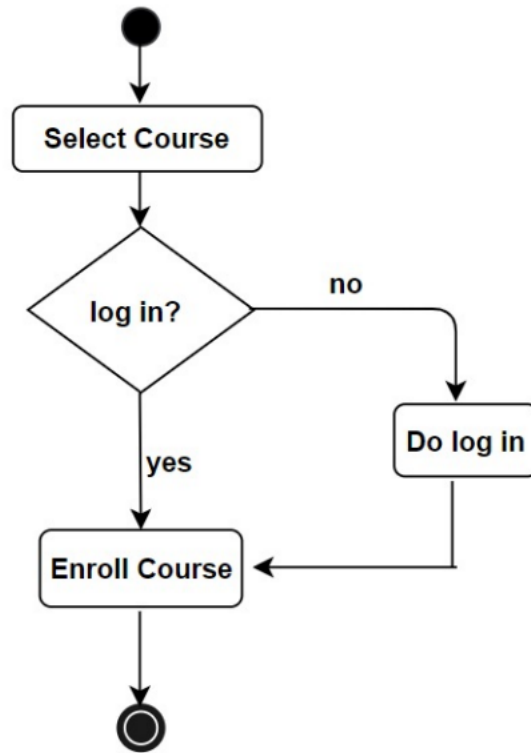 Select Course
log in?
no
Do log in
yes
Enroll Course